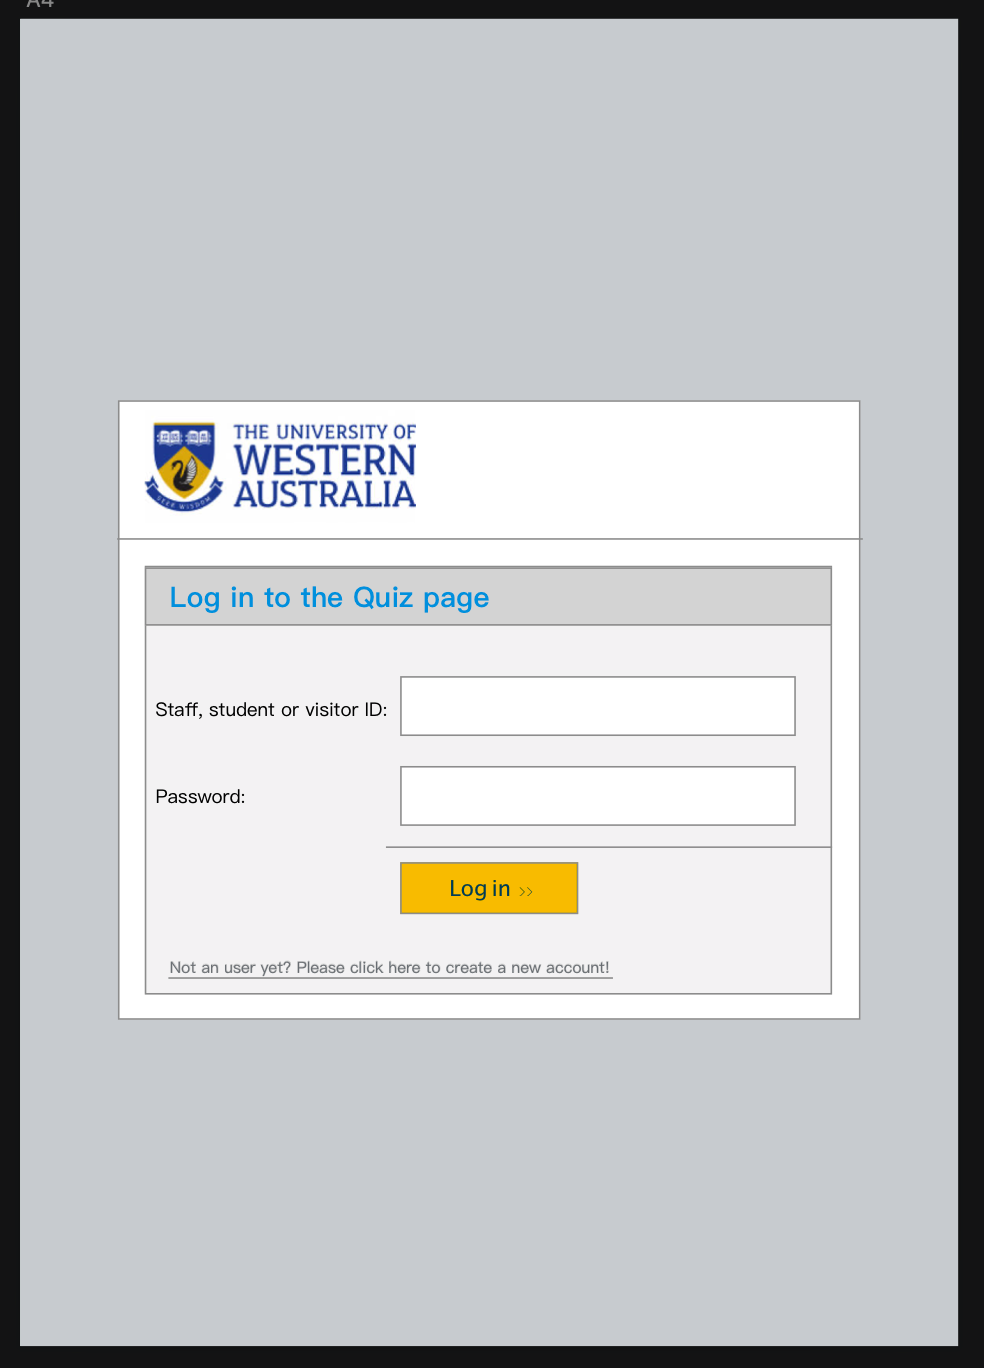 A4
THE UNIVERSITY OF
WESTERN
AUSTRALIA
SEEK WISDOM
Log in to the Quiz page
Staff, student or visitor ID:
Password:
Log in >>
Not an user yet? Please click here to create a new account!